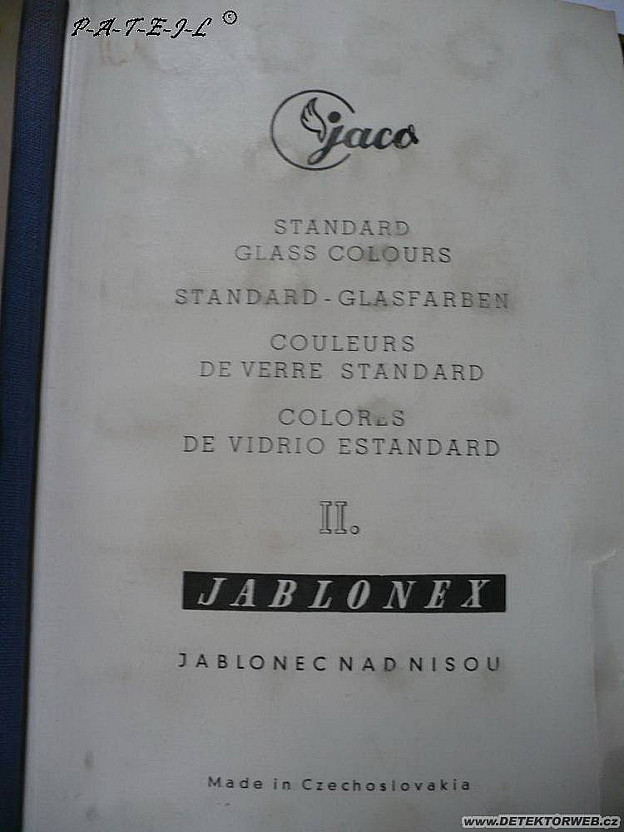 P-A-T-E-J-L ©
jaco
STANDARD
GLASS COLOURS
STANDARD-GLASFARBEN
COULEURS
DE VERRE STANDARD
COLORES
DE VIDRIO ESTANDARD
II.
JABLONEX
JABLONEC NAD NISOU
Made in Czechoslovakia
www.DETEKTORWEB.cz